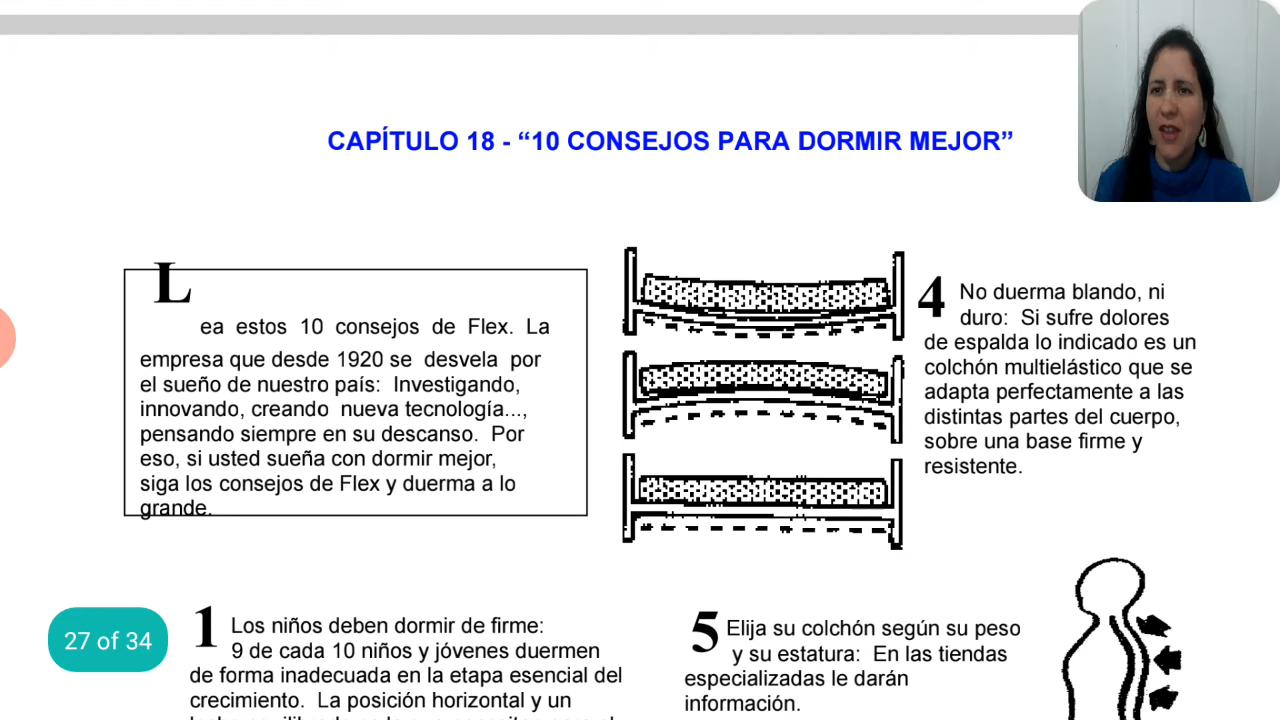 CAPÍTULO 18 - “10 CONSEJOS PARA DORMIR MEJOR”
L
ea estos 10 consejos de Flex. La
empresa que desde 1920 se desvela por
el sueño de nuestro país: Investigando,
innovando, creando nueva tecnología...,
pensando siempre en su descanso. Por
eso, si usted sueña con dormir mejor,
siga los consejos de Flex y duerma a lo
grande.
4 No duerma blando, ni
duro: Si sufre dolores
de espalda lo indicado es un
colchón multielástico que se
adapta perfectamente a las
distintas partes del cuerpo,
sobre una base firme y
resistente.
27 of 34
1 Los niños deben dormir de firme:
9 de cada 10 niños y jóvenes duermen
de forma inadecuada en la etapa esencial del
crecimiento. La posición horizontal y un
5 Elija su colchón según su peso
y su estatura: En las tiendas
especializadas le darán
información.